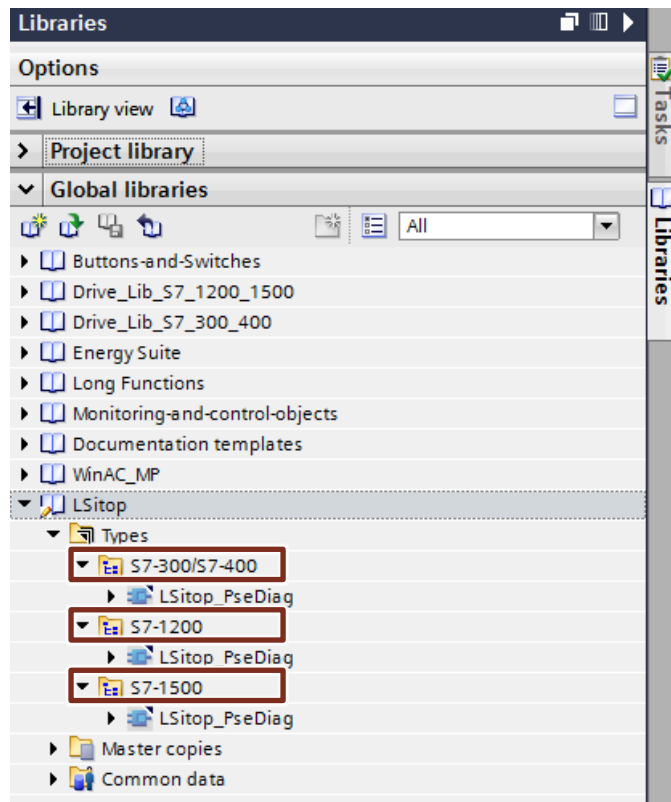 Libraries
Options
Library view
Project library
Global libraries
All
Buttons-and-Switches
Drive_Lib_S7_1200_1500
Drive_Lib_S7_300_400
Energy Suite
Long Functions
Monitoring-and-control-objects
Documentation templates
WinAC_MP
LSitop
Types
S7-300/S7-400
LSitop_PseDiag
S7-1200
LSitop_PseDiag
S7-1500
LSitop_PseDiag
Master copies
Common data
Tasks
Libraries